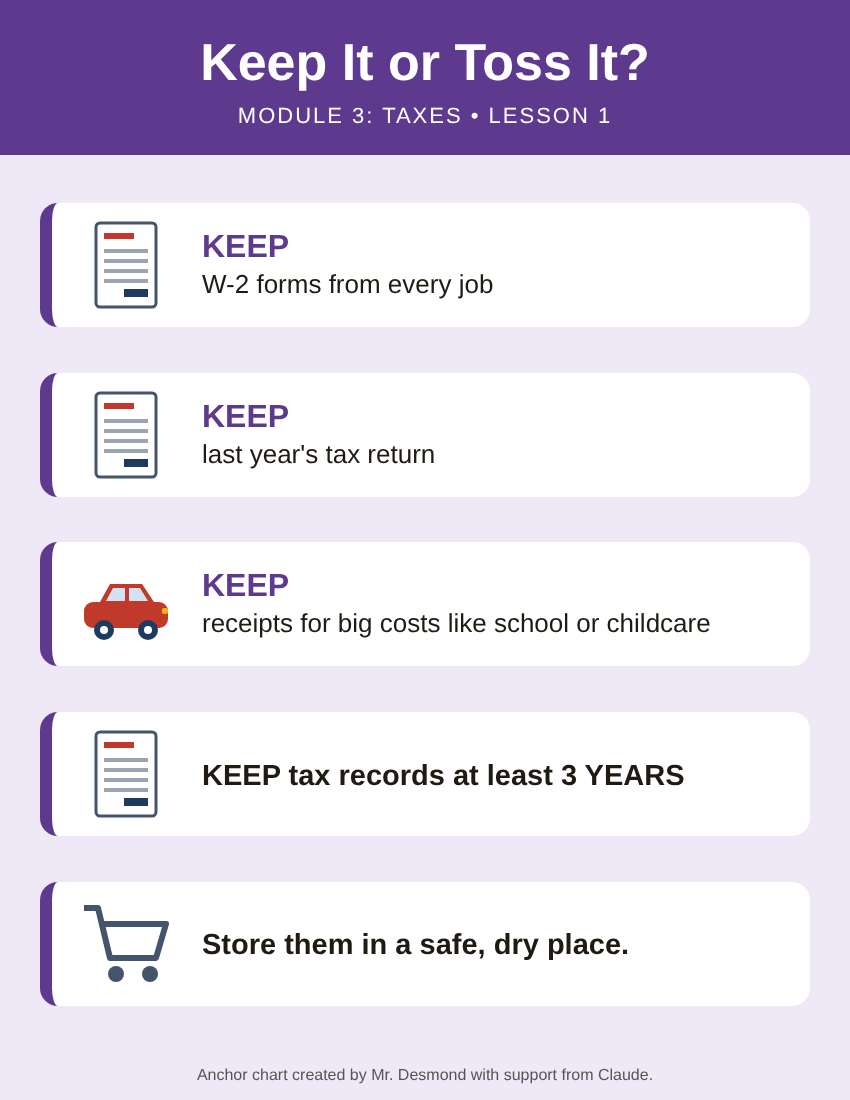 Keep It or Toss It?
MODULE 3: TAXES • LESSON 1
KEEP
W-2 forms from every job
KEEP
last year's tax return
KEEP
receipts for big costs like school or childcare
KEEP tax records at least 3 YEARS
Store them in a safe, dry place.
Anchor chart created by Mr. Desmond with support from Claude.